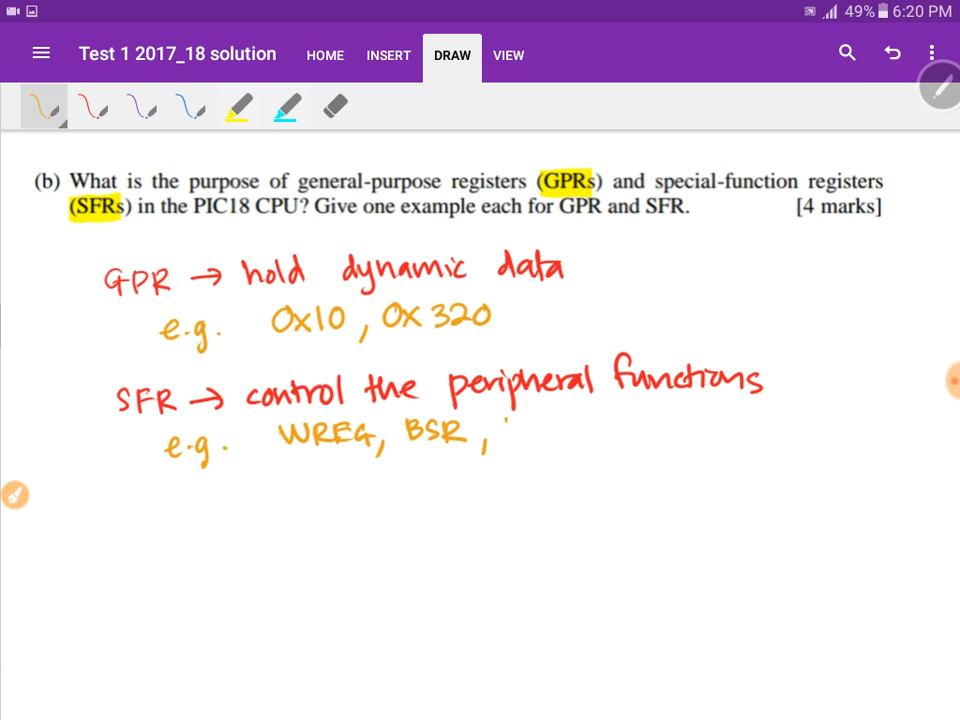 49% 6:20 PM
Test 1 2017_18 solution HOME INSERT DRAW VIEW
(b) What is the purpose of general-purpose registers (GPRs) and special-function registers
(SFRs) in the PIC18 CPU? Give one example each for GPR and SFR. [4 marks]
GPR → hold dynamic data
e.g. 0x10, 0x320
SFR → control the peripheral functions
e.g. WREG, BSR,